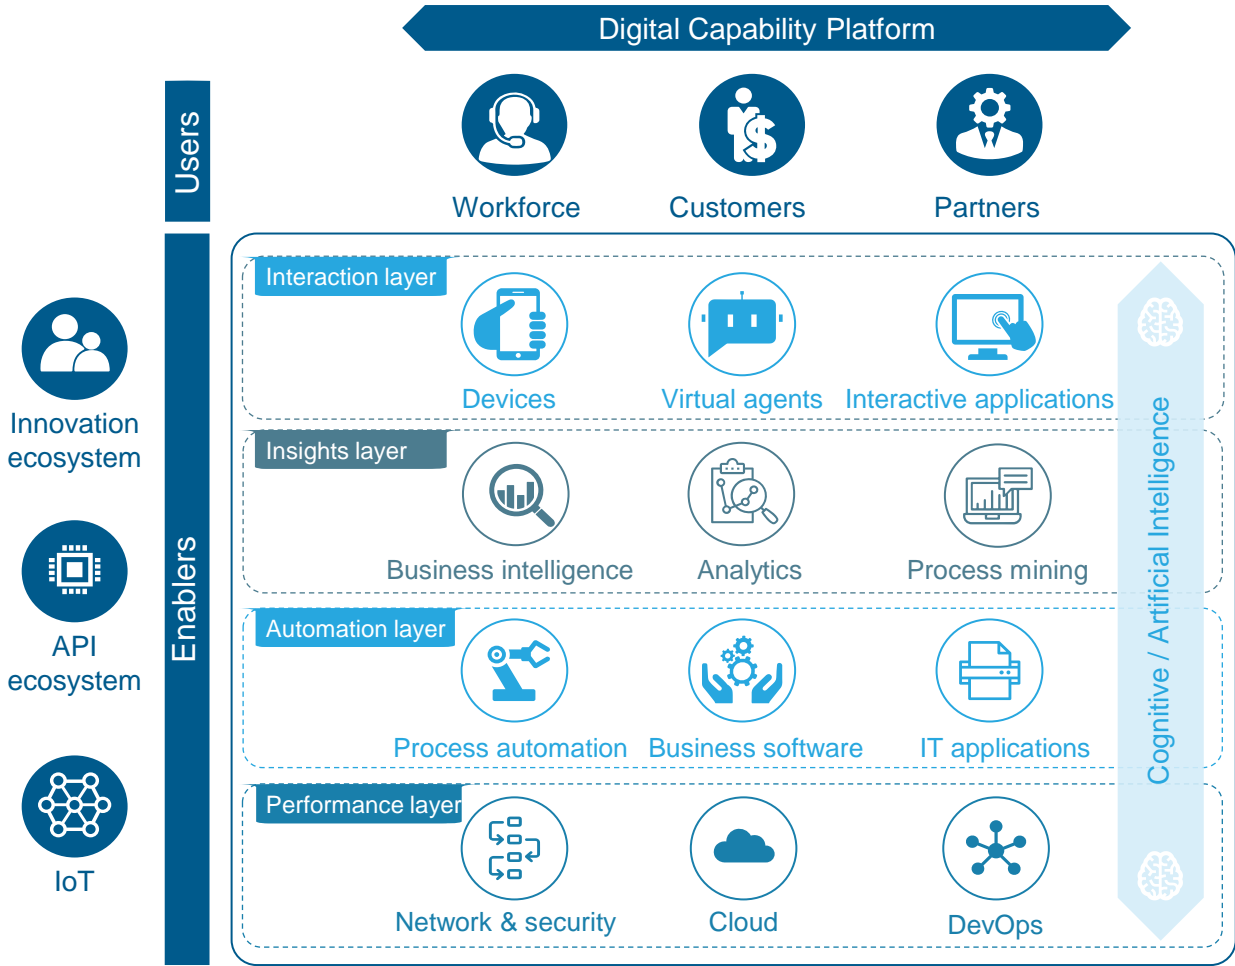 Digital Capability Platform
Users
Workforce
Customers
Partners
Enablers
Innovation
ecosystem
API
ecosystem
IoT
Interaction layer
Devices
Virtual agents
Interactive applications
Insights layer
Business intelligence
Analytics
Process mining
Automation layer
Process automation
Business software
IT applications
Performance layer
Network & security
Cloud
DevOps
Cognitive / Artificial Intelligence